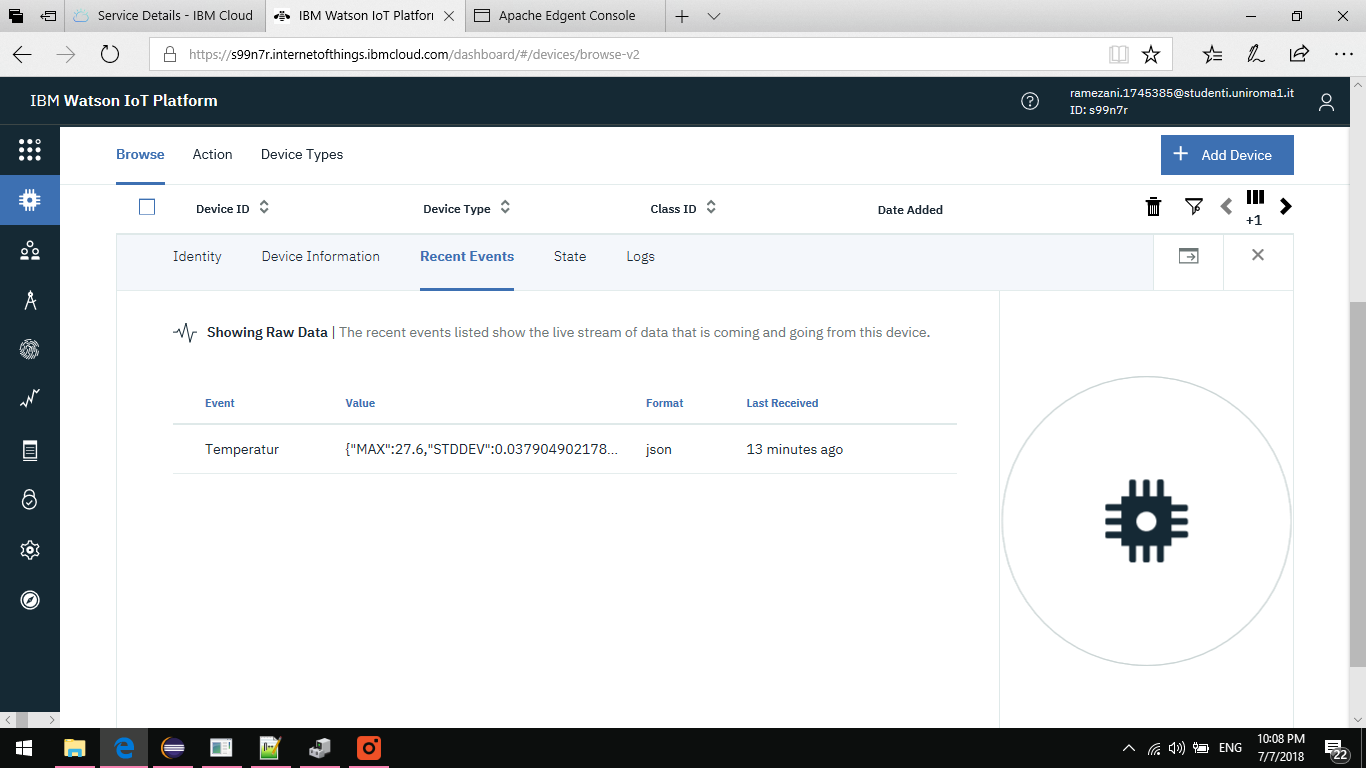 Service Details - IBM Cloud
IBM Watson IoT Platforr
Apache Edgent Console
https://s99n7r.internetofthings.ibmcloud.com/dashboard/#/devices/browse-v2
IBM Watson IoT Platform
ramezani.1745385@studenti.uniroma1.it
ID: s99n7r
Browse Action Device Types
Add Device
Device ID Device Type Class ID Date Added
+1
Identity Device Information Recent Events State Logs
Showing Raw Data | The recent events listed show the live stream of data that is coming and going from this device.
Event Value Format Last Received
Temperatur {"MAX":27.6,"STDDEV":0.037904902178... json 13 minutes ago
ENG
10:08 PM
7/7/2018
22